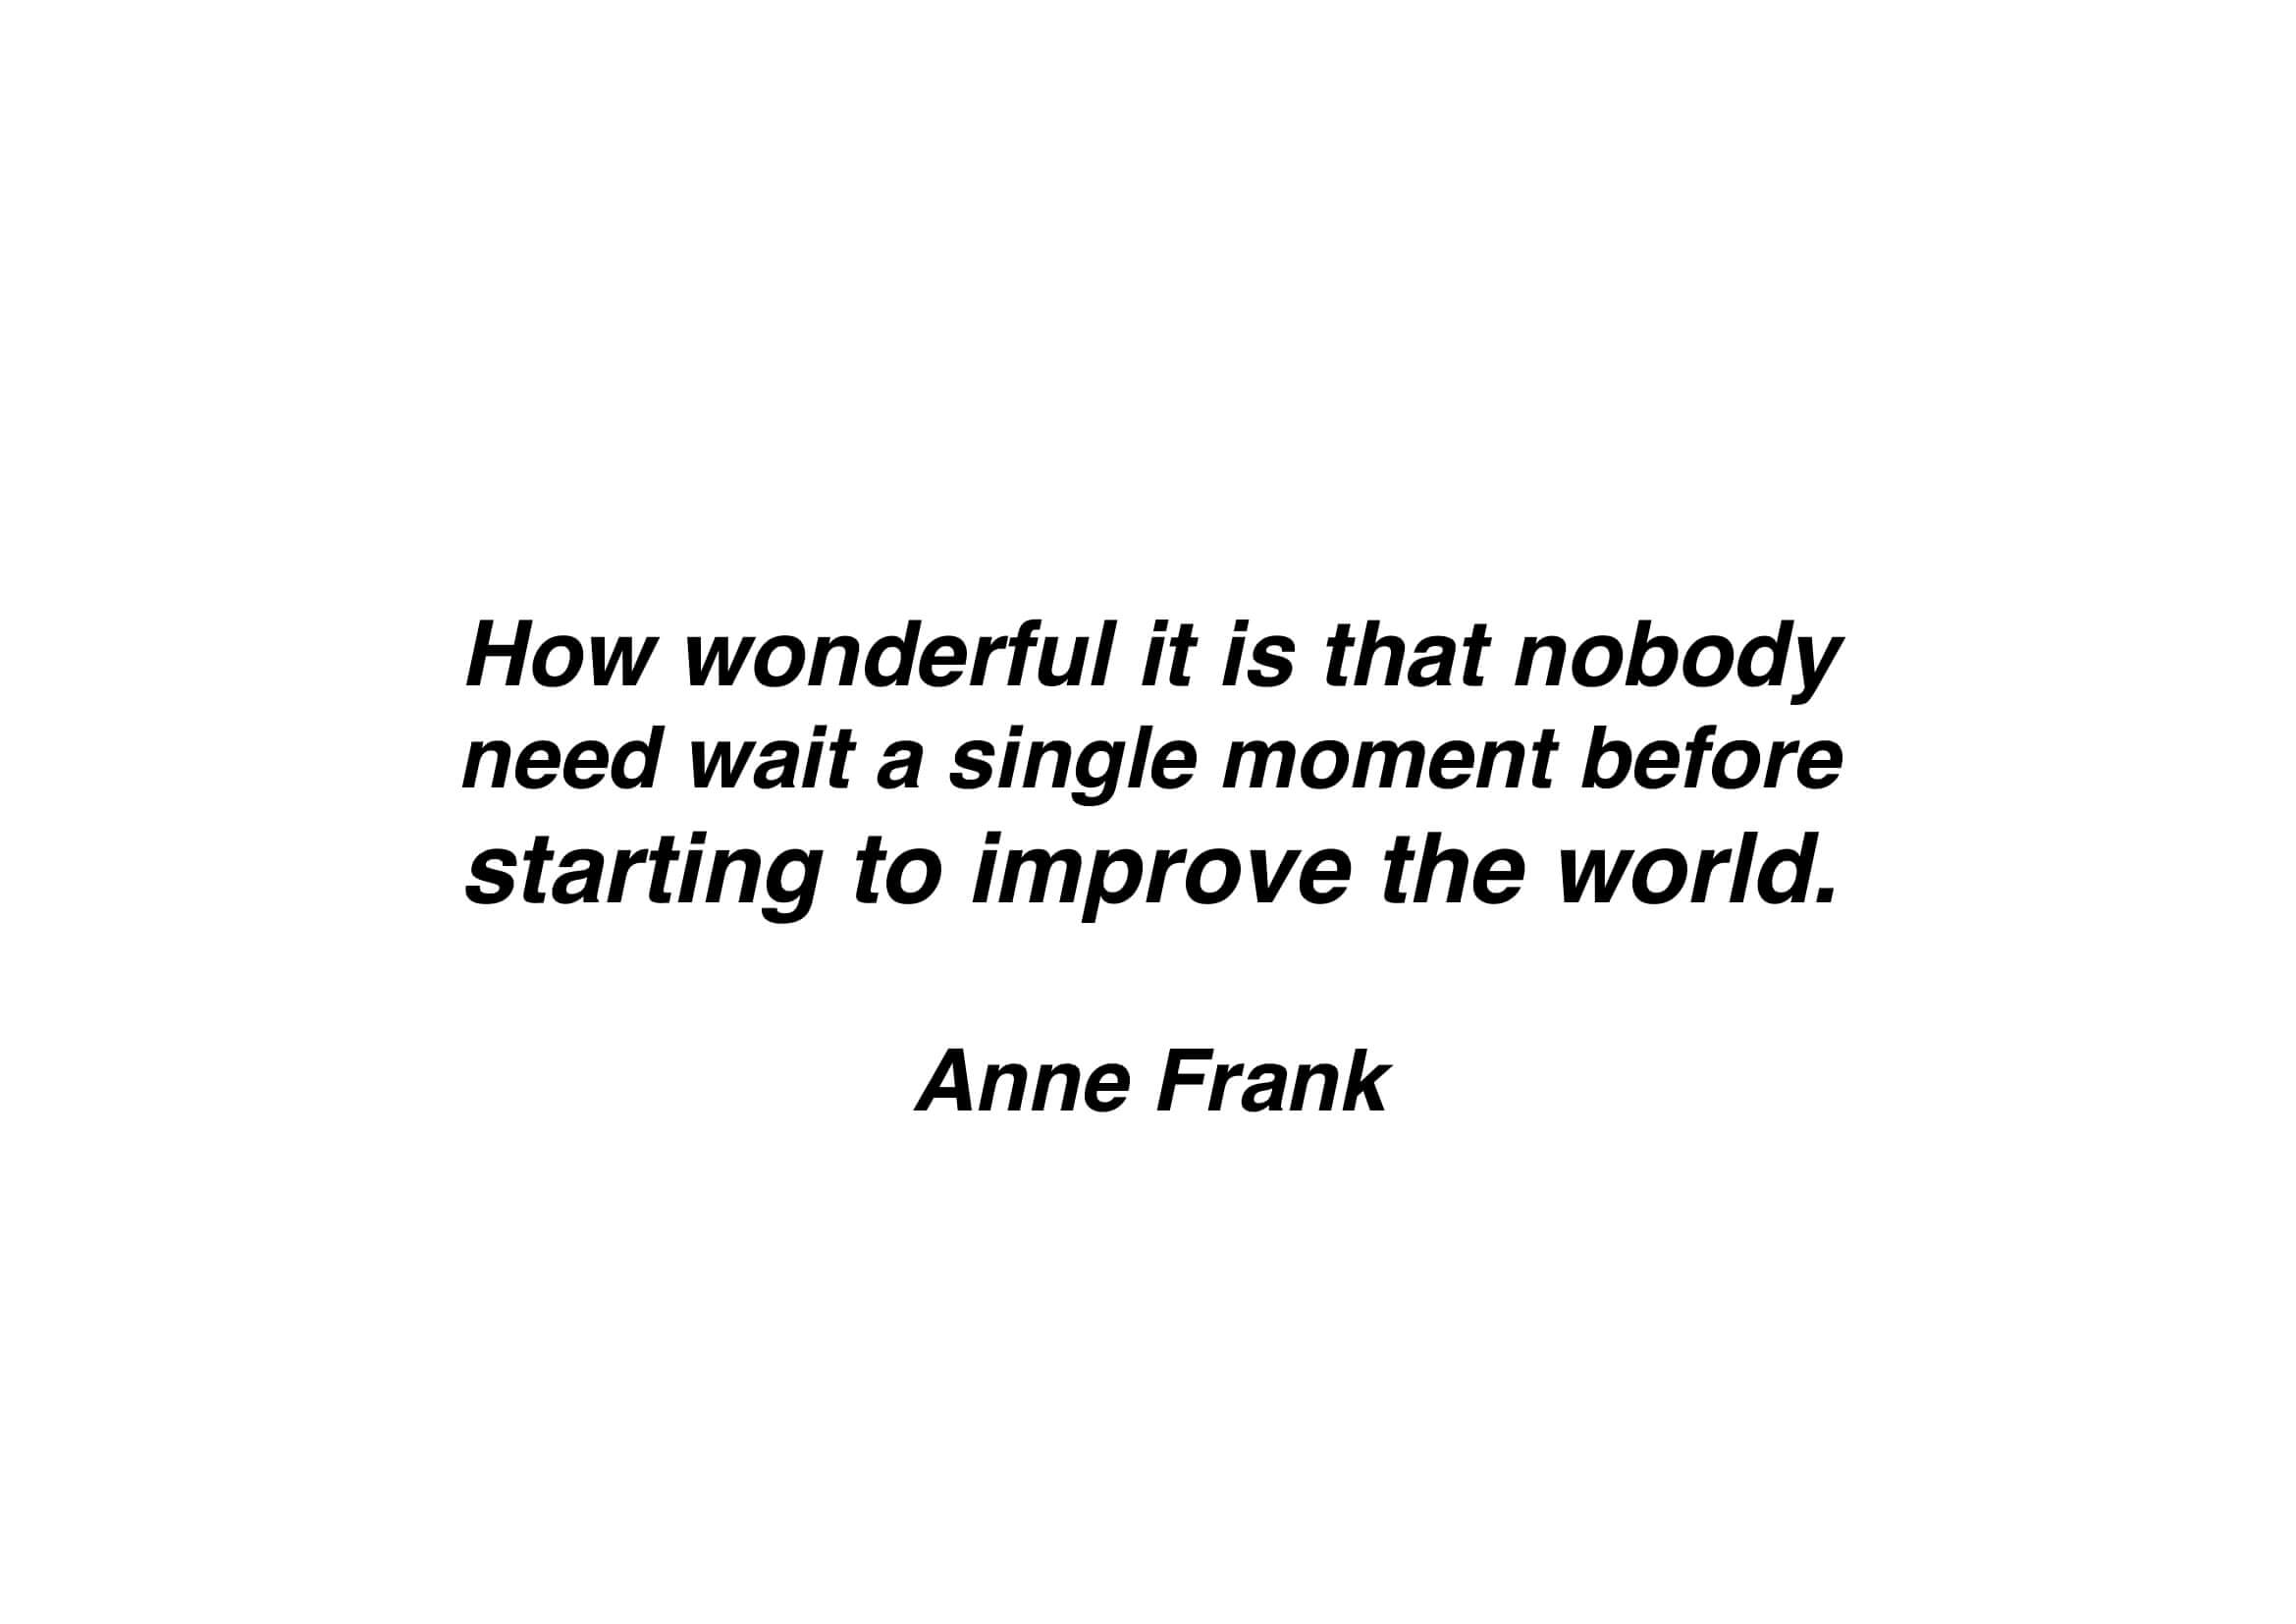 How wonderful it is that nobody
need wait a single moment before
starting to improve the world.
Anne Frank